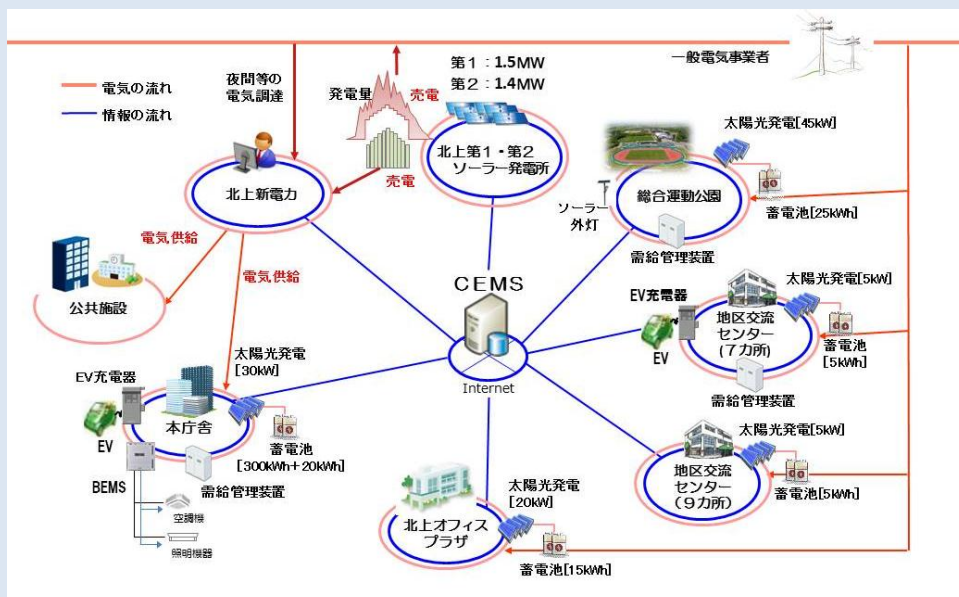 一般電気事業者
電気の流れ
情報の流れ
夜間等の
電気調達
発電量
売電
売電
第1：1.5MW
第2：1.4MW
北上第1・第2
ソーラー発電所
北上新電力
太陽光発電[45kW]
総合運動公園
ソーラー
外灯
蓄電池[25kWh]
需給管理装置
電気供給
電気供給
公共施設
CEMS
Internet
太陽光発電[5kW]
EV充電器
地区交流
センター
(7カ所)
EV
蓄電池
[5kWh]
需給管理装置
太陽光発電
[30kW]
EV充電器
本庁舎
EV
蓄電池
[300kWh+20kWh]
需給管理装置
BEMS
空調機
照明機器
太陽光発電[5kW]
地区交流
センター
(9カ所)
蓄電池[5kWh]
太陽光発電
[20kW]
北上オフィス
プラザ
蓄電池[15kWh]